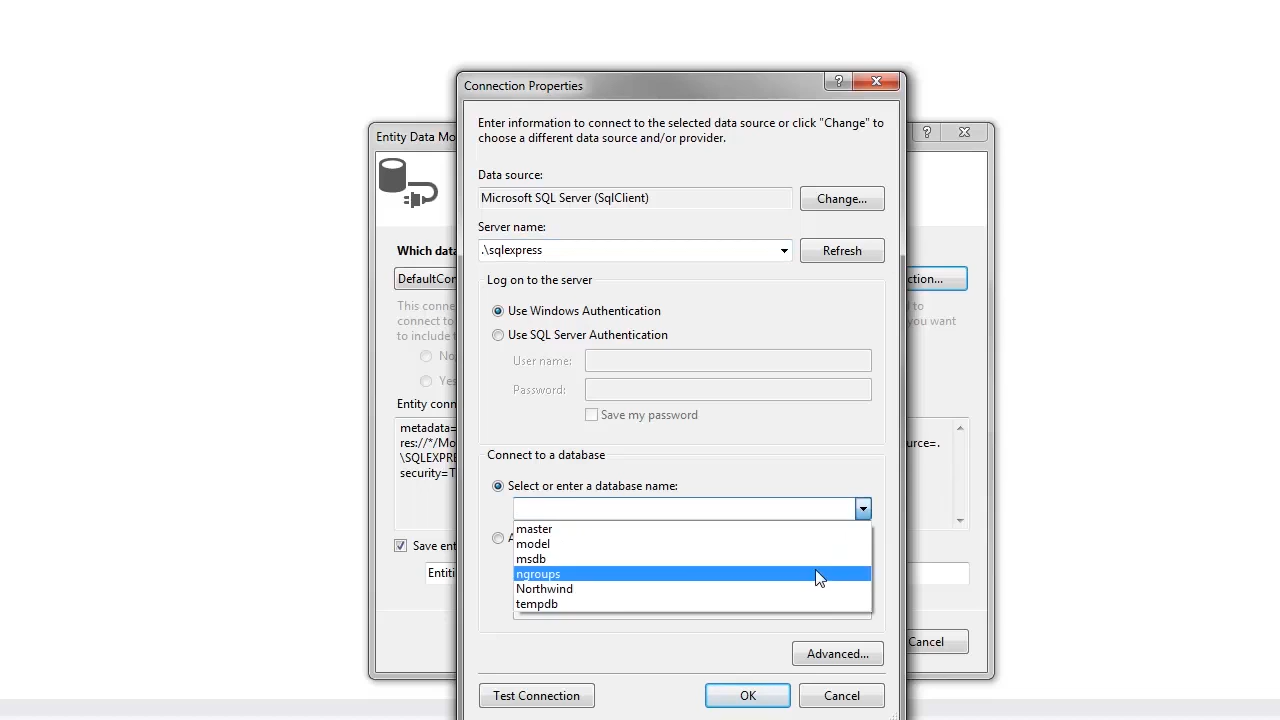 Connection Properties
Enter information to connect to the selected data source or click "Change" to
choose a different data source and/or provider.
Data source:
Microsoft SQL Server (SqlClient)
Change...
Server name:
.\sqlexpress
Refresh
Log on to the server
Use Windows Authentication
Use SQL Server Authentication
User name:
Password:
Save my password
Connect to a database
Select or enter a database name:
master
model
msdb
ngroups
Northwind
tempdb
Advanced...
Test Connection
OK
Cancel
Entity Data Mo
Which data
DefaultCon
ction...
This conne
to
connect to
you want
to include t
No
Yes
Entity conn
metadata=
res://*/Mo
urce=.
\SQLEXPRE
security=T
Save ent
Entiti
Cancel